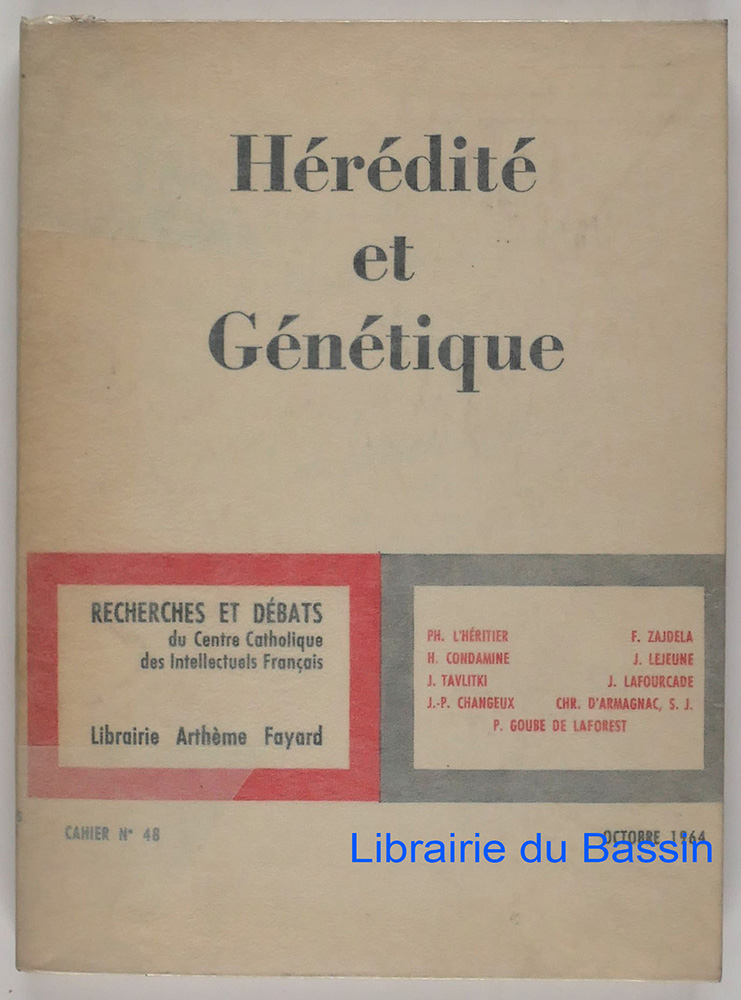 Hérédité
et
Génétique
RECHERCHES ET DÉBATS
du Centre Catholique
des Intellectuels Français
Librairie Arthème Fayard
PH. L'HÉRITIER F. ZAJDELA
H. CONDAMINE J. LEJEUNE
J. TAVLITKI J. LAFOURCADE
J.-P. CHANGEUX CHR. D'ARMAGNAC, S. J.
P. GOUBE DE LAFOREST
CAHIER N° 48 OCTOBRE 1964
Librairie du Bassin